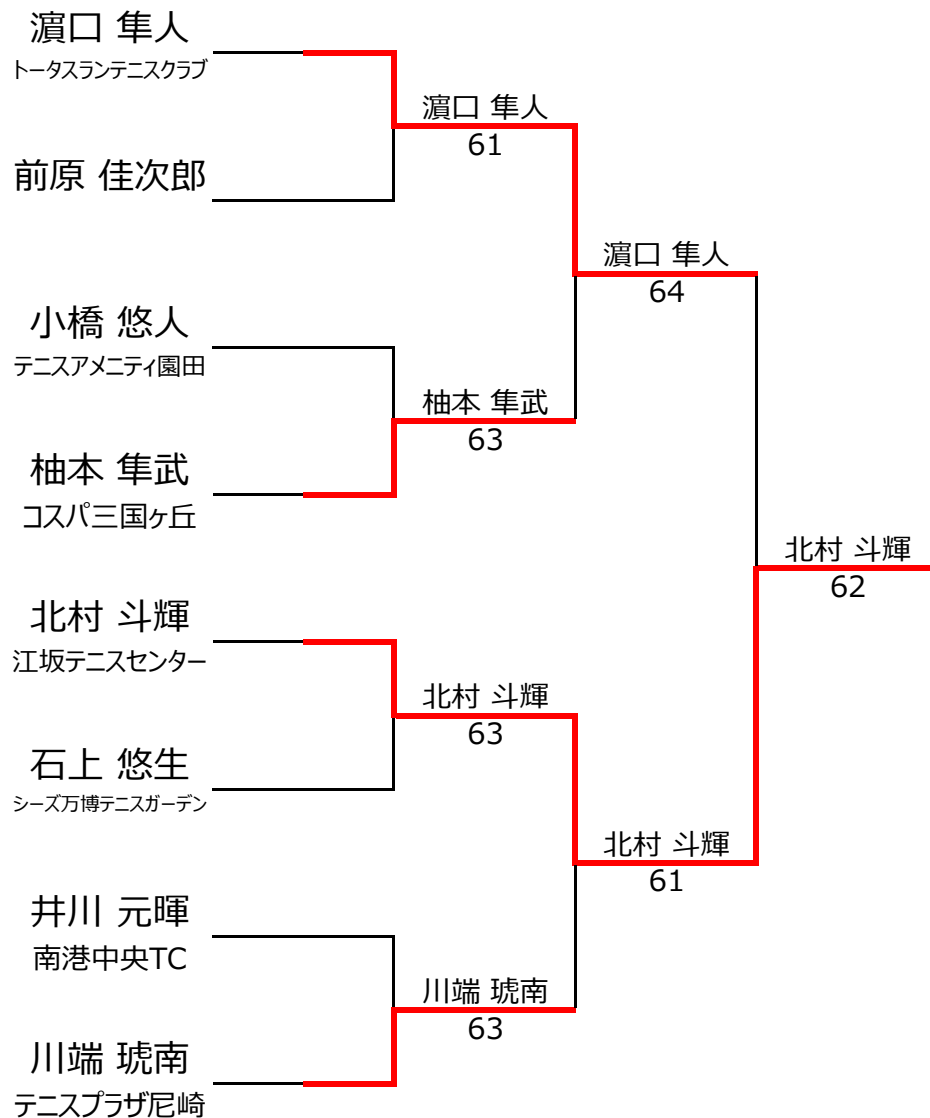 濵口 隼人
トータスランテニスクラブ
前原 佳次郎
小橋 悠人
テニスアメニティ園田
柚本 隼武
コスパ三国ヶ丘
北村 斗輝
江坂テニスセンター
石上 悠生
シーズ万博テニスガーデン
井川 元暉
南港中央TC
川端 琥南
テニスプラザ尼崎
濵口 隼人
61
柚本 隼武
63
北村 斗輝
63
川端 琥南
63
濵口 隼人
64
北村 斗輝
61
北村 斗輝
62